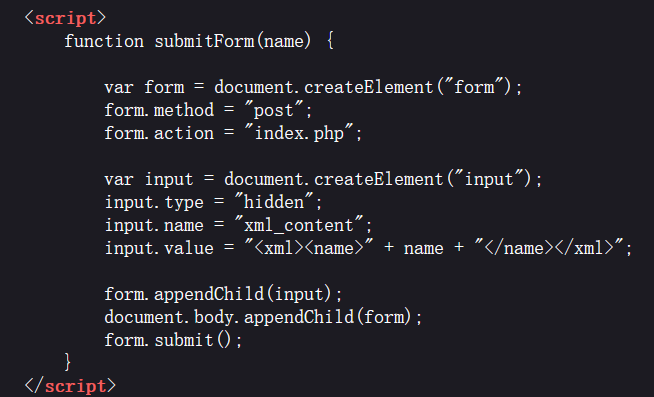 <script>
function submitForm(name) {
var form = document.createElement("form");
form.method = "post";
form.action = "index.php";
var input = document.createElement("input");
input.type = "hidden";
input.name = "xml_content";
input.value = "<xml><name>" + name + "</name></xml>";
form.appendChild(input);
document.body.appendChild(form);
form.submit();
}
</script>